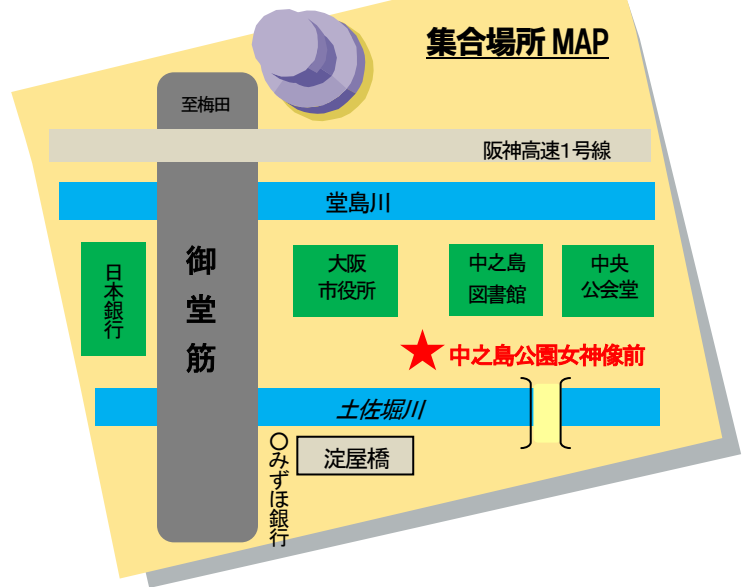 集合場所 MAP
至梅田
阪神高速1号線
堂島川
御堂筋
日本銀行
大阪
市役所
中之島
図書館
中央
公会堂
★中之島公園女神像前
土佐堀川
○みずほ銀行
淀屋橋